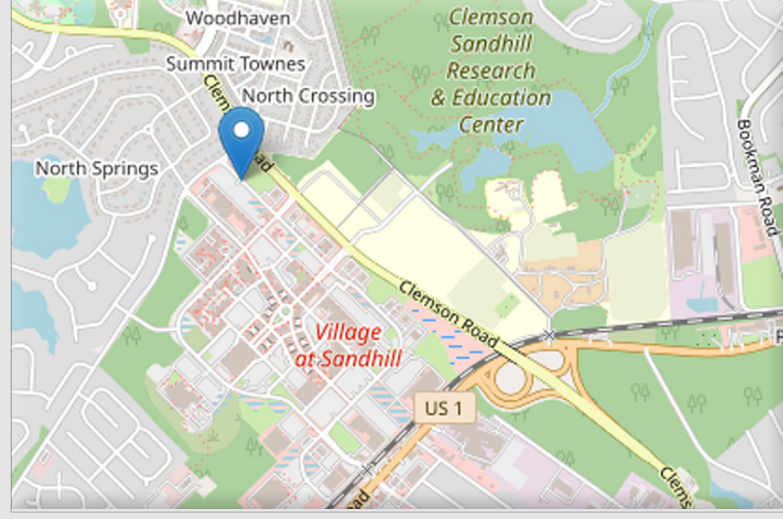 Woodhaven
Summit Townes
North Crossing
Clemson
Sandhill
Research
& Education
Center
North Springs
Bookman Road
Clemson Road
Village
at Sandhill
US 1